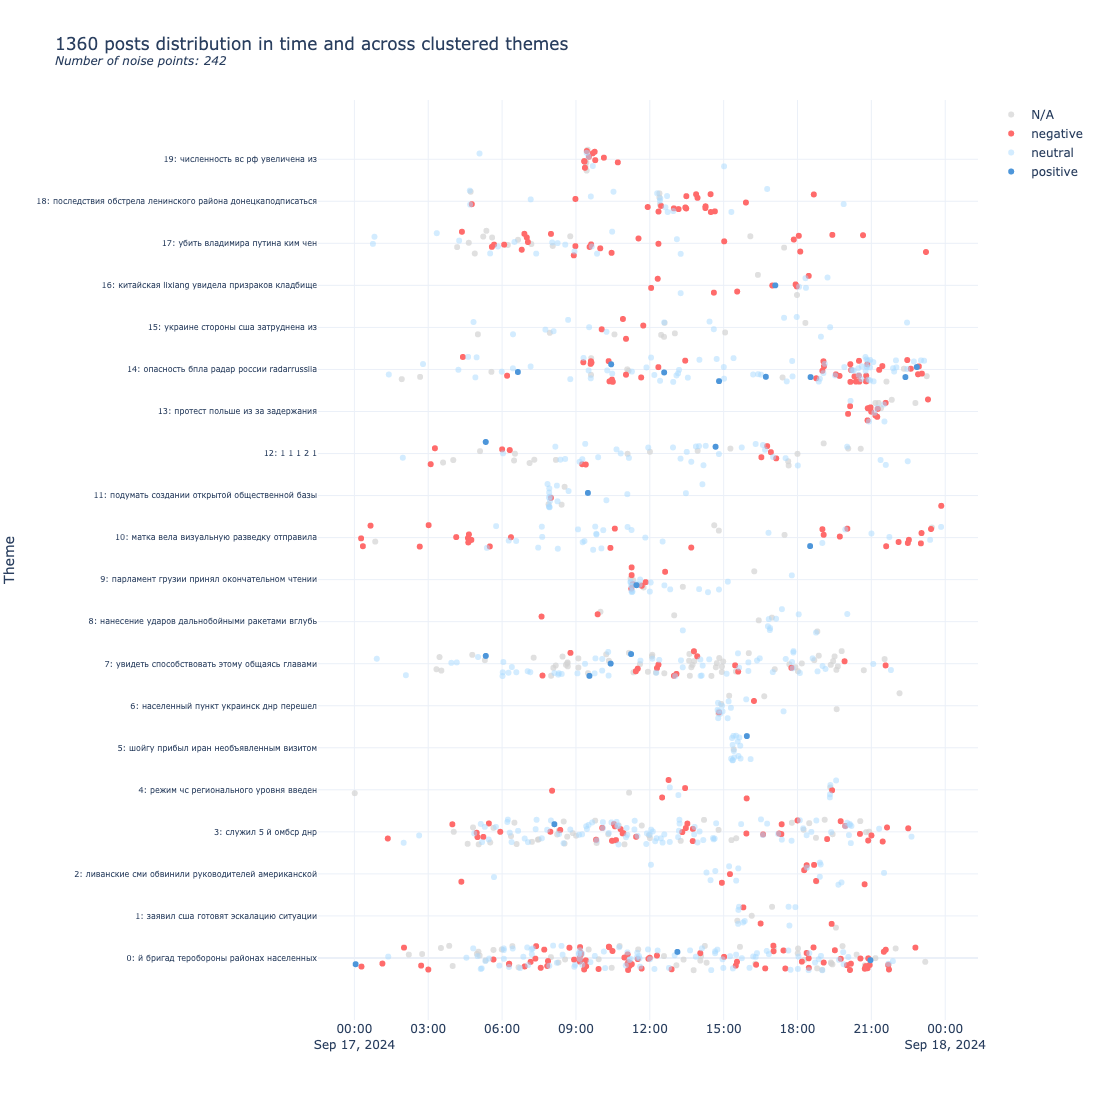 1360 posts distribution in time and across clustered themes
Number of noise points: 242
N/A
negative
neutral
positive
Theme
19: численность вс рф увеличена из
18: последствия обстрела ленинского района донецкаподписаться
17: убить владимира путина ким чен
16: китайская lixiang увидела призраков кладбище
15: украине стороны сша затруднена из
14: опасность бпла радар россии radarrussiia
13: протест польше из за задержания
12: 1 1 1 2 1
11: подумать создании открытой общественной базы
10: матка вела визуальную разведку отправила
9: парламент грузии принял окончательном чтении
8: нанесение ударов дальнобойными ракетами вглубь
7: увидеть способствовать этому общаясь главами
6: населенный пункт украинск днр перешел
5: шойгу прибыл иран необъявленным визитом
4: режим чс регионального уровня введен
3: служил 5 й омбср днр
2: ливанские сми обвинили руководителей американской
1: заявил сша готовят эскалацию ситуации
0: й бригад теробороны районах населенных
00:00 03:00 06:00 09:00 12:00 15:00 18:00 21:00 00:00
Sep 17, 2024 Sep 18, 2024